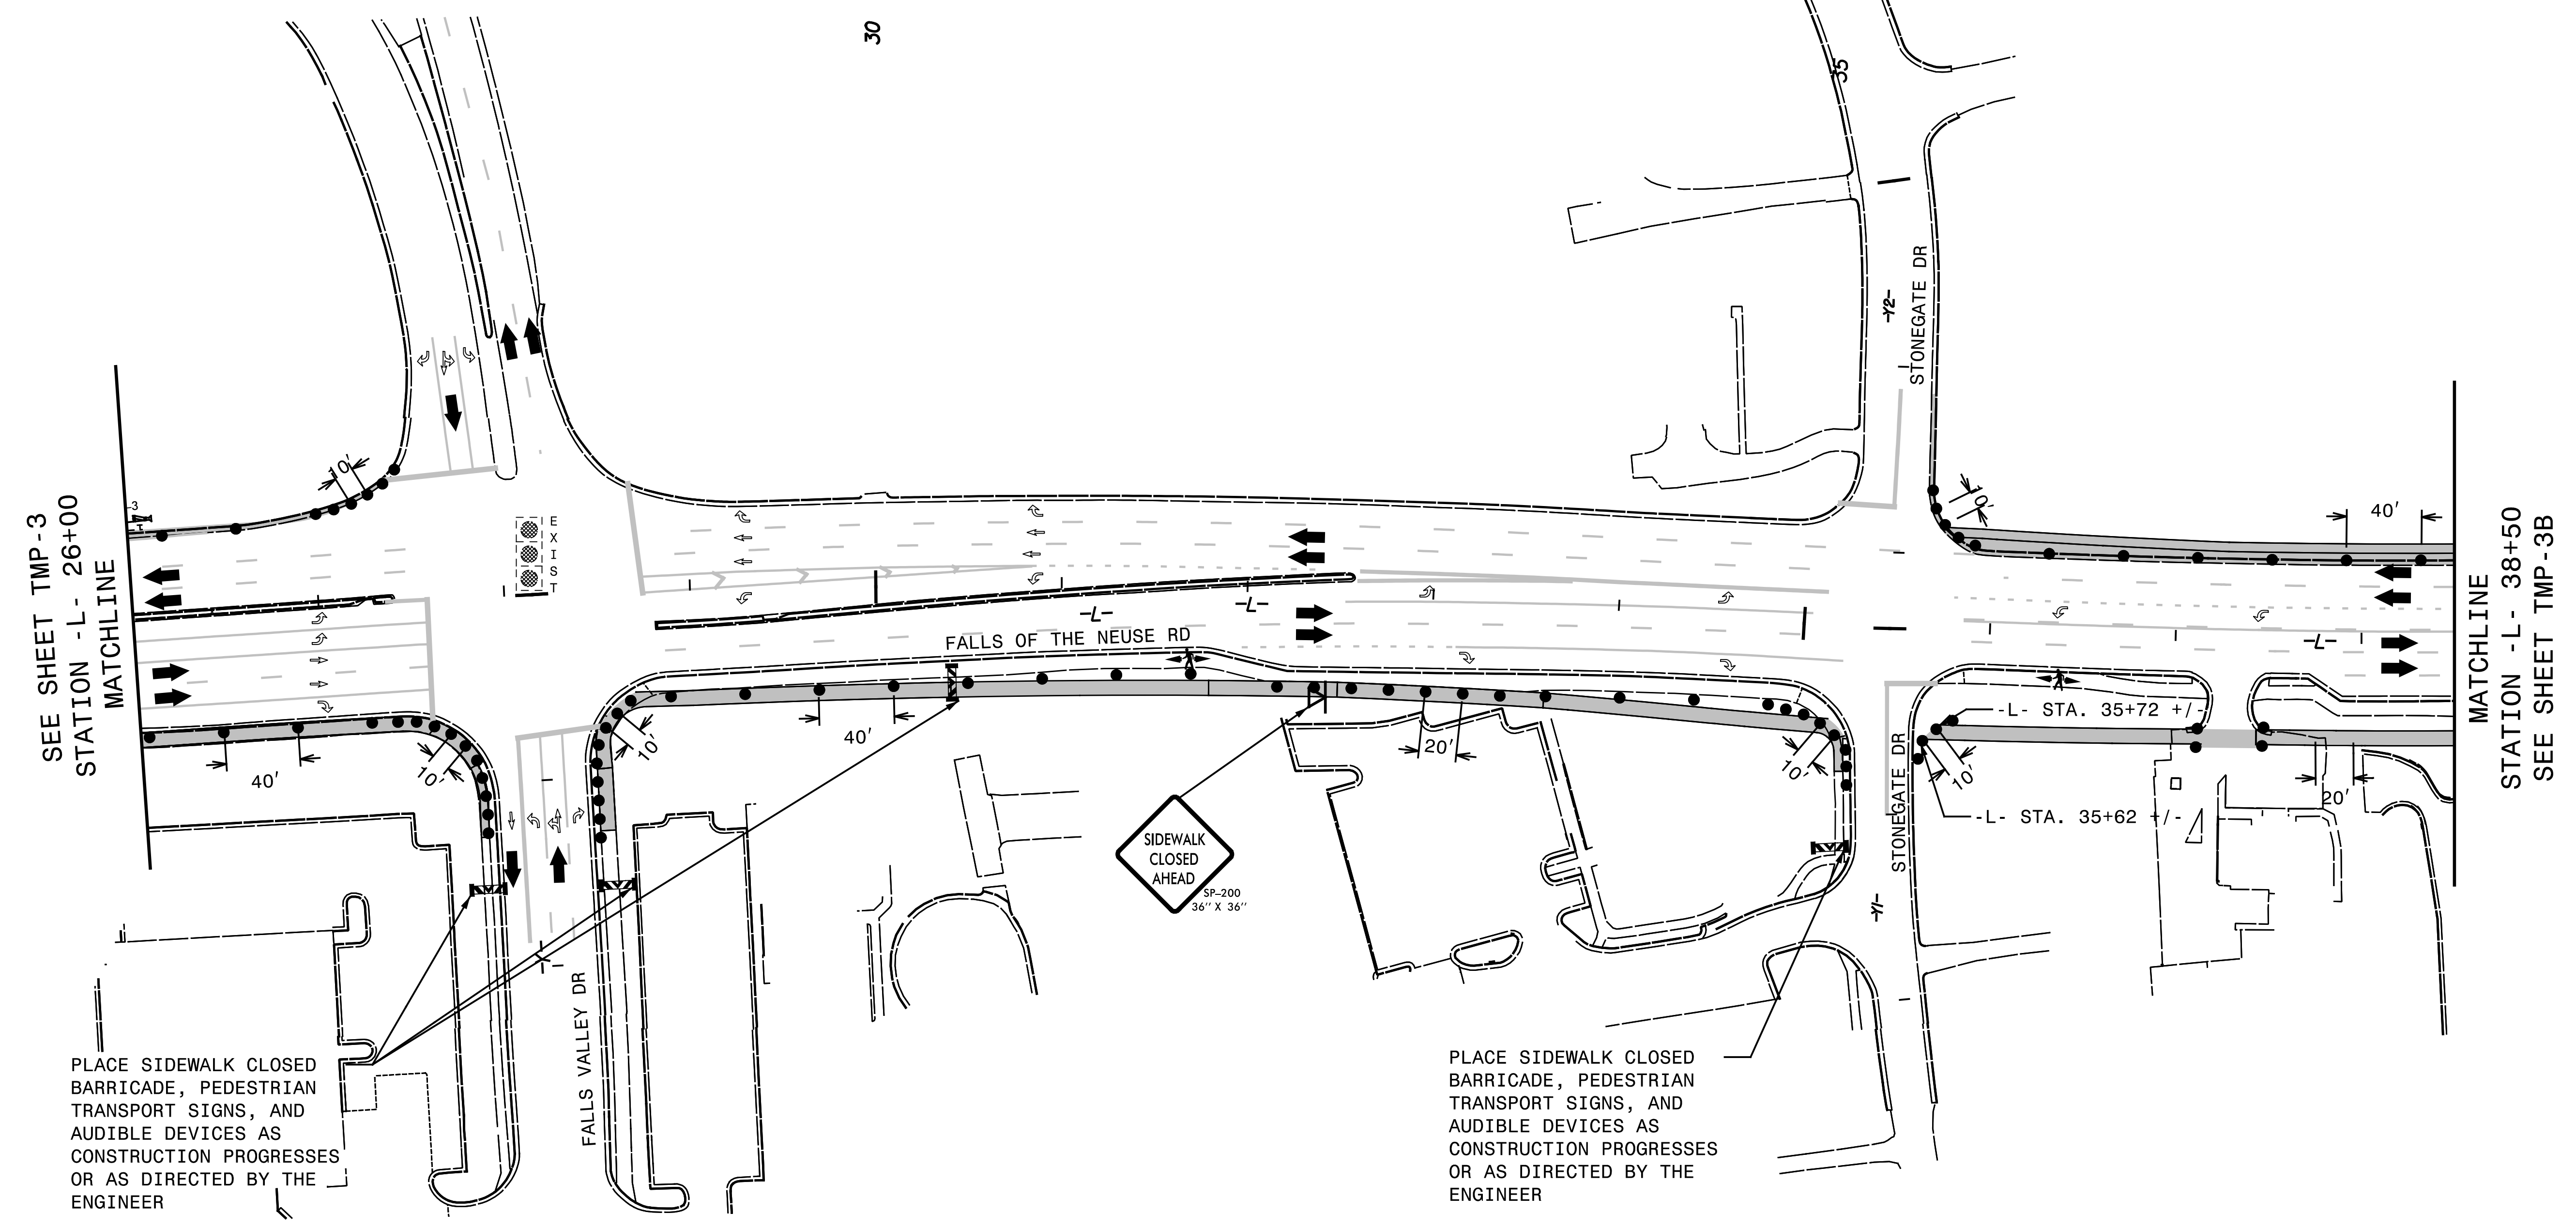 30
35
STONEGATE DR
-Y2-
10'
10'
40'
E
X
I
S
T
-3
SEE SHEET TMP-3
STATION -L- 26+00
MATCHLINE
MATCHLINE
STATION -L- 38+50
SEE SHEET TMP-3B
-L-
-L-
-L-
FALLS OF THE NEUSE RD
40'
10'
10'
40'
20'
10'
10'
20'
-L- STA. 35+72 +/-
-L- STA. 35+62 +/-
SIDEWALK
CLOSED
AHEAD
SP-200
36" X 36"
STONEGATE DR
-Y1-
-Y-
FALLS VALLEY DR
PLACE SIDEWALK CLOSED
BARRICADE, PEDESTRIAN
TRANSPORT SIGNS, AND
AUDIBLE DEVICES AS
CONSTRUCTION PROGRESSES
OR AS DIRECTED BY THE
ENGINEER
PLACE SIDEWALK CLOSED
BARRICADE, PEDESTRIAN
TRANSPORT SIGNS, AND
AUDIBLE DEVICES AS
CONSTRUCTION PROGRESSES
OR AS DIRECTED BY THE
ENGINEER